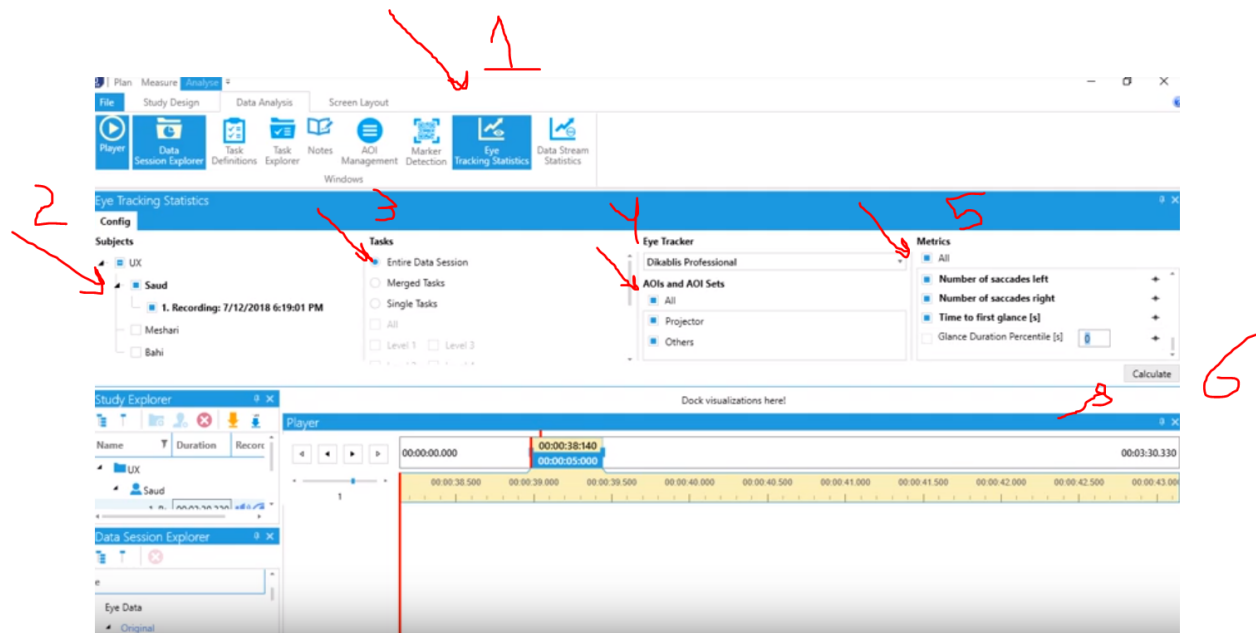 1
Plan Measure Analyse
File Study Design Data Analysis Screen Layout
Player
Data Session Explorer
Task Definitions
Task Explorer
Notes
AOI Management
Marker Detection
Eye Tracking Statistics
Data Stream Statistics
Windows
2
3
4
5
Eye Tracking Statistics
Config
Subjects
UX
Saud
1. Recording: 7/12/2018 6:19:01 PM
Meshari
Bahi
Tasks
Entire Data Session
Merged Tasks
Single Tasks
All
Level 1 Level 3
Eye Tracker
Dikablis Professional
AOIs and AOI Sets
All
Projector
Others
Metrics
All
Number of saccades left
Number of saccades right
Time to first glance [s]
Glance Duration Percentile [s] 0
Calculate
6
Dock visualizations here!
Study Explorer
Name Duration Record
UX
Saud
Player
00:00:00.000
00:00:38:140
00:00:05:000
00:03:30.330
1
00:00:38.500 00:00:39.000 00:00:39.500 00:00:40.000 00:00:40.500 00:00:41.000 00:00:41.500 00:00:42.000 00:00:42.500 00:00:43.00
Data Session Explorer
e
Eye Data
Original